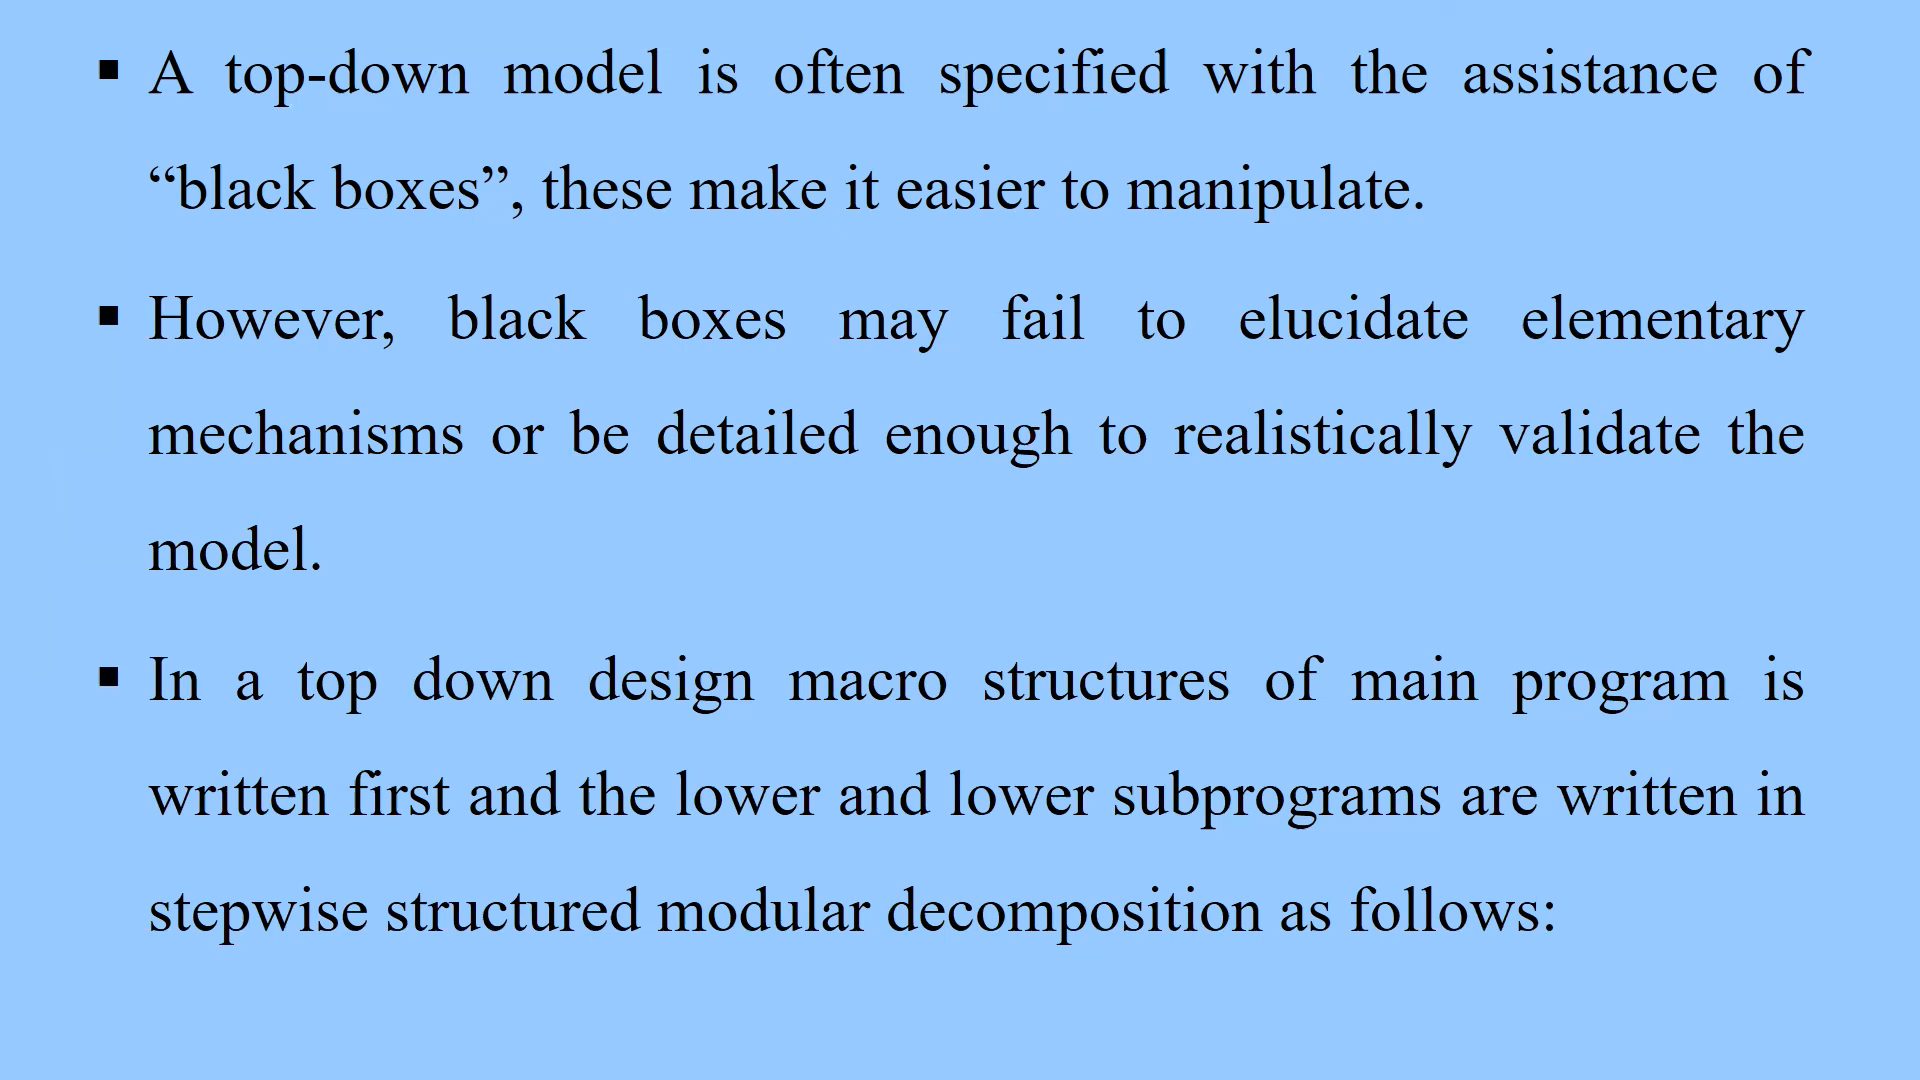 ▪ A top-down model is often specified with the assistance of
“black boxes”, these make it easier to manipulate.
▪ However, black boxes may fail to elucidate elementary
mechanisms or be detailed enough to realistically validate the
model.
▪ In a top down design macro structures of main program is
written first and the lower and lower subprograms are written in
stepwise structured modular decomposition as follows: